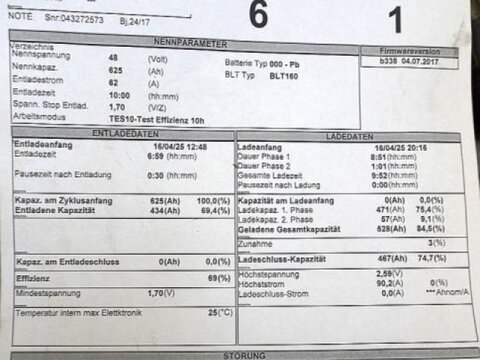 NOTE Snr:043272573 Bj,24/17 6 1
NENNPARAMETER
Verzeichnis
Nennspannung 48 (Volt) Batterie Typ 000 - Pb
Nennkapaz. 625 (Ah) BLT Typ BLT160
Entladestrom 62 (A)
Entladezeit 10:00 (hh:mm)
Spann. Stop Entlad. 1,70 (V/Z)
Arbeitsmodus TES10-Test Effizienz 10h
Firmwareversion
b338 04.07.2017
ENTLADEDATEN
Entladeanfang 16/04/25 12:48
Entladezeit 6:59 (hh:mm)
Pausezeit nach Entladung 0:30 (hh:mm)
Kapaz. am Zyklusanfang 625(Ah) 100,0(%)
Entladene Kapazität 434(Ah) 69,4(%)
Kapaz. am Entladeschluss 0(Ah) 0,0(%)
Effizienz 69(%)
Mindestspannung 1,70(V)
Temperatur intern max Elettktronik 25(°C)
LADEDATEN
Ladeanfang 16/04/25 20:16
Dauer Phase 1 8:51(hh:mm)
Dauer Phase 2 1:01(hh:mm)
Gesamte Ladezeit 9:52(hh:mm)
Pausezeit nach Ladung 0:00(hh:mm)
Kapazität am Ladeanfang 0(Ah) 0,0(%)
Ladekapaz. 1. Phase 471(Ah) 75,4(%)
Ladekapaz. 2. Phase 57(Ah) 9,1(%)
Geladene Gesamtkapazität 528(Ah) 84,5(%)
Zunahme 3(%)
Ladeschluss-Kapazität 467(Ah) 74,7(%)
Höchstspannung 2,59(V)
Höchststrom 90,2(A) 0(%)
Ladeschluss-Strom 0,0(A) ***Ahnom/A)
STÖRUNG